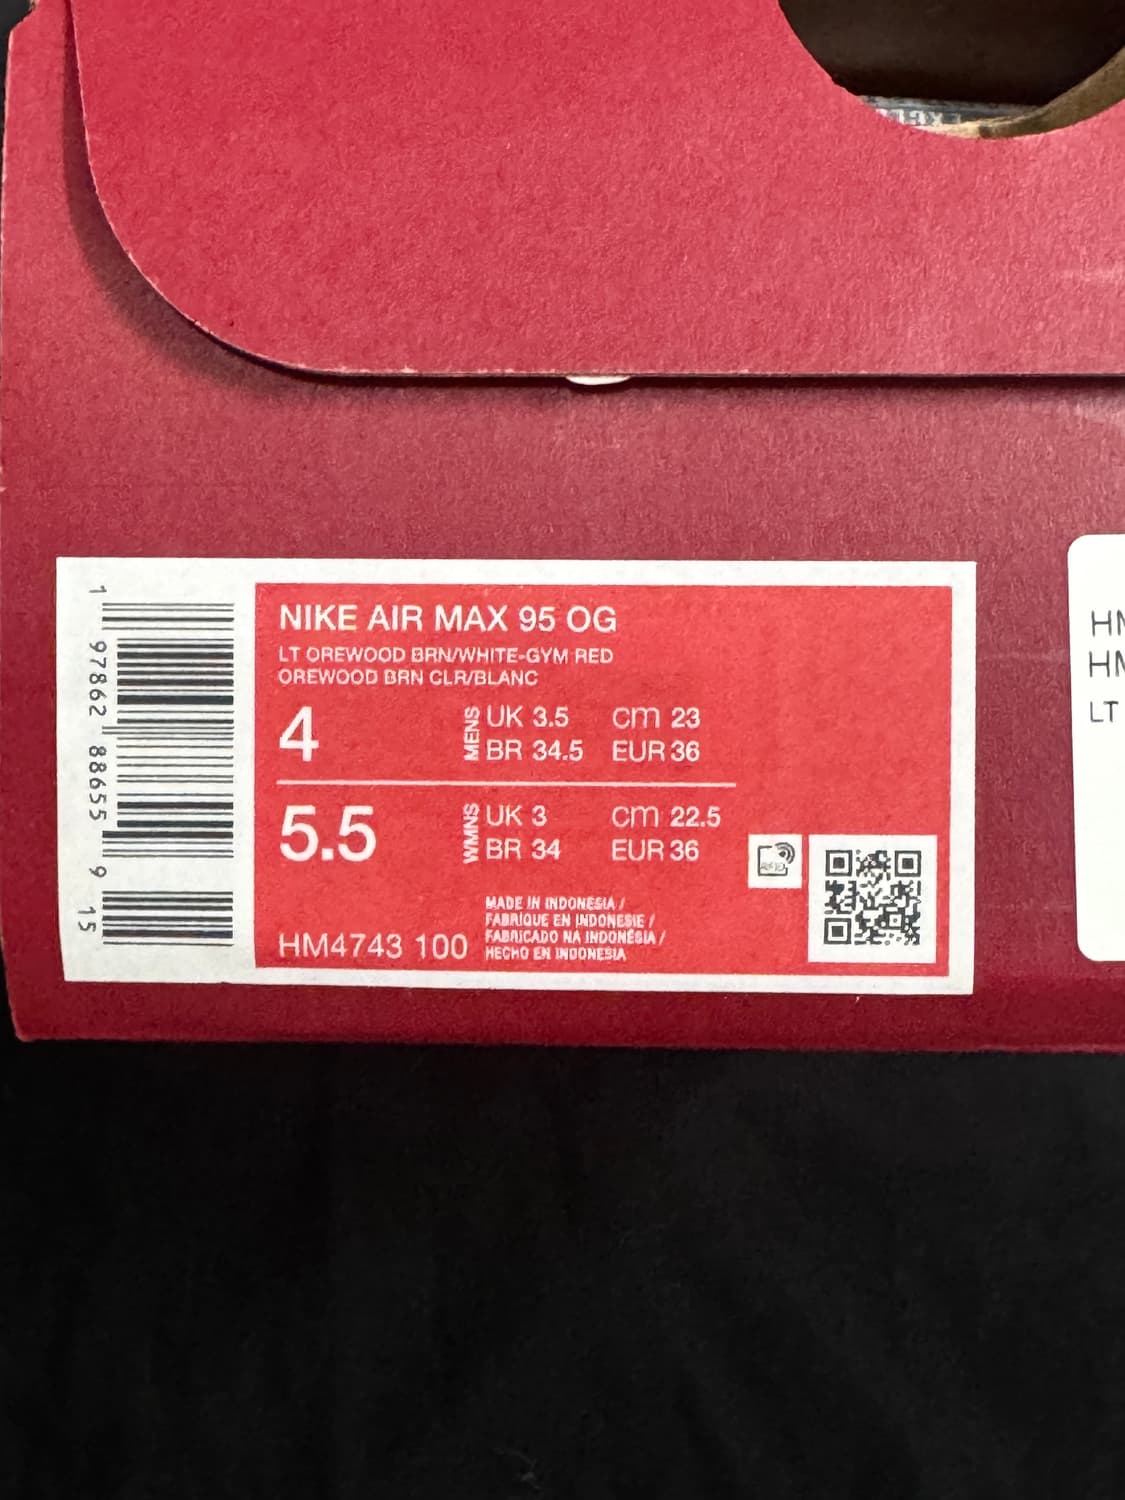 NIKE AIR MAX 95 OG
LT OREWOOD BRN/WHITE-GYM RED
OREWOOD BRN CLR/BLANC
4
MENS
UK 3.5 cm 23
BR 34.5 EUR 36
5.5
WMNS
UK 3 cm 22.5
BR 34 EUR 36
HM4743 100
MADE IN INDONESIA /
FABRIQUE EN INDONESIE /
FABRICADO NA INDONÉSIA /
HECHO EN INDONESIA
RFID
1 97862 88655 9 15
HM
HM
LT